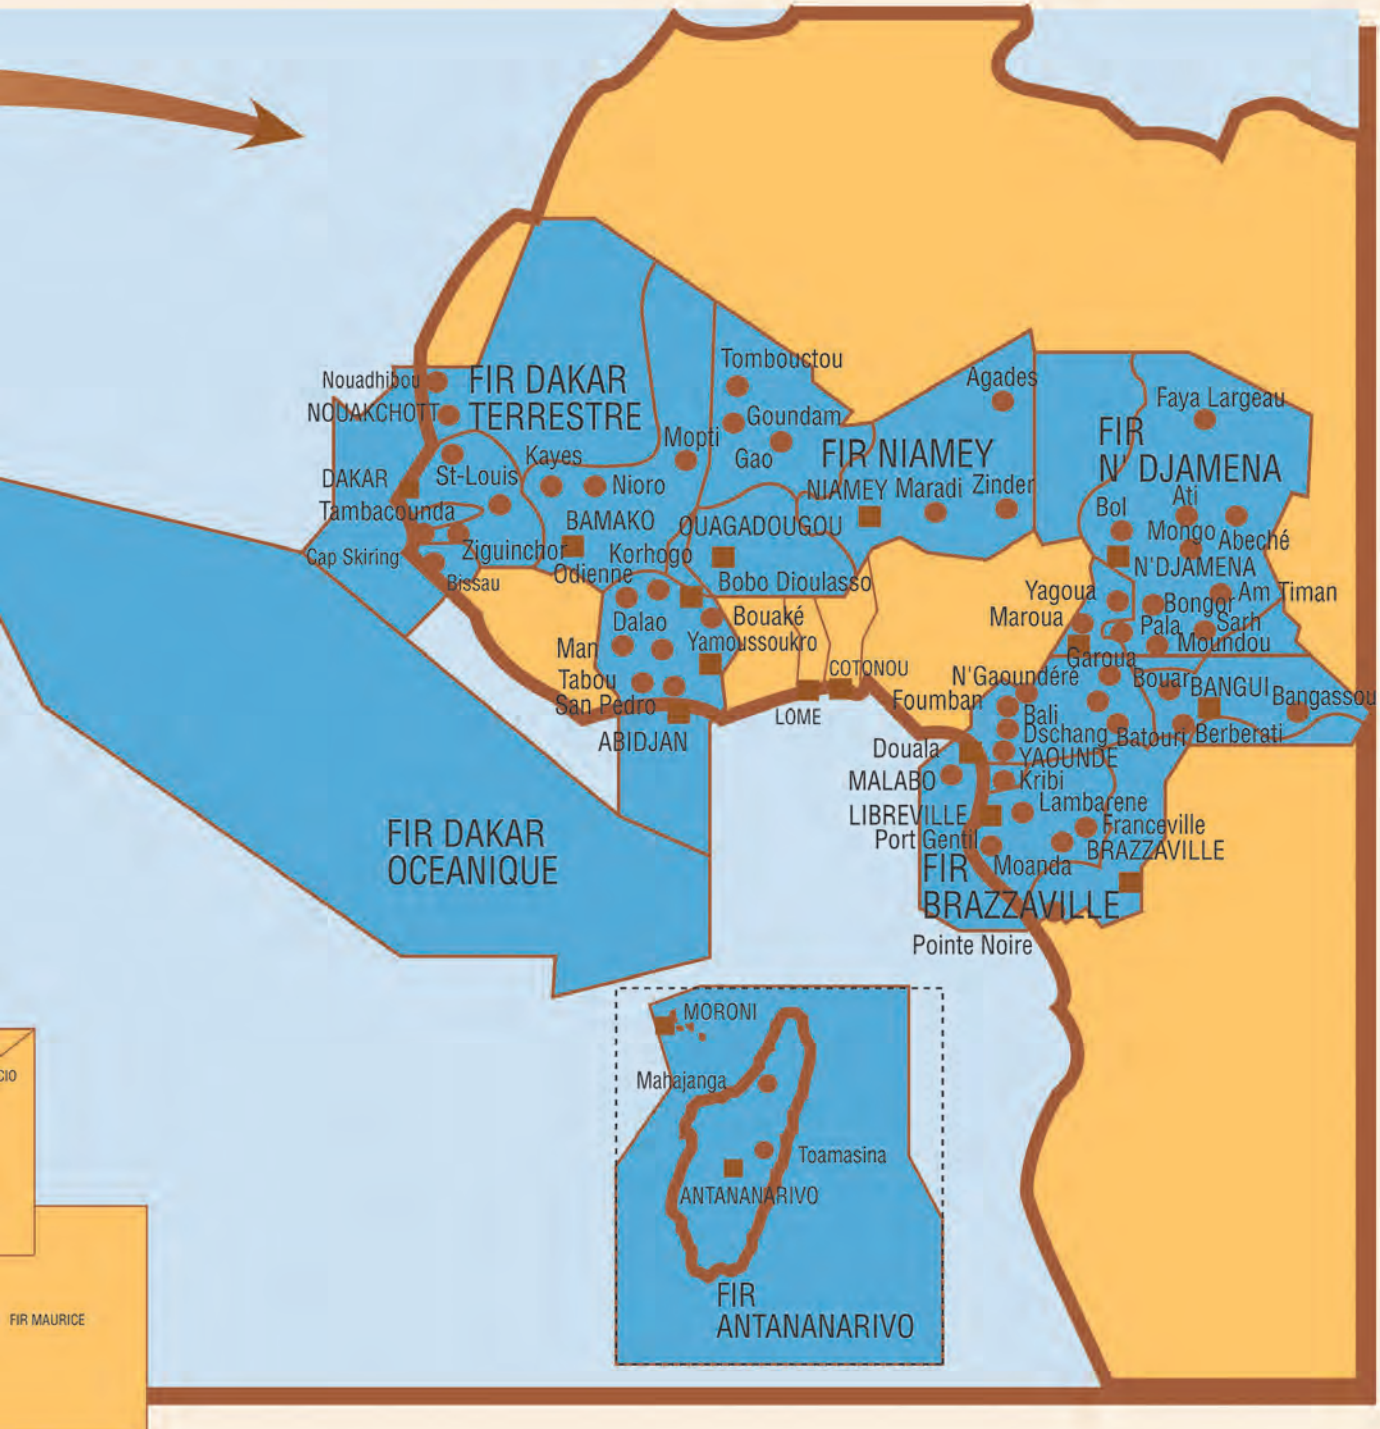 Tombouctou
Agades
Nouadhibou
FIR DAKAR
TERRESTRE
NOUAKCHOTT
Faya Largeau
Goundam
Mopti
Gao
FIR NIAMEY
FIR
N' DJAMENA
Kayes
St-Louis
DAKAR
Nioro
NIAMEY
Maradi
Zinder
Ati
Bol
Tambacounda
BAMAKO
OUAGADOUGOU
Mongo
Abeché
Cap Skiring
Ziguinchor
Korhogo
N'DJAMENA
Bissau
Odienne
Bobo Dioulasso
Yagoua
Am Timan
Bongor
Maroua
Dalao
Bouaké
Pala
Sarh
Man
Yamoussoukro
Moundou
Garoua
Tabou
COTONOU
N'Gaoundéré
Bouar
BANGUI
Bangassou
San Pedro
LOME
Foumban
Bali
ABIDJAN
Dschang
Batouri
Berberati
Douala
YAOUNDE
MALABO
Kribi
LIBREVILLE
Lambarene
Port Gentil
Franceville
FIR DAKAR
OCEANIQUE
BRAZZAVILLE
Moanda
FIR
BRAZZAVILLE
Pointe Noire
MORONI
Mahajanga
CIO
Toamasina
ANTANANARIVO
FIR
ANTANANARIVO
FIR MAURICE